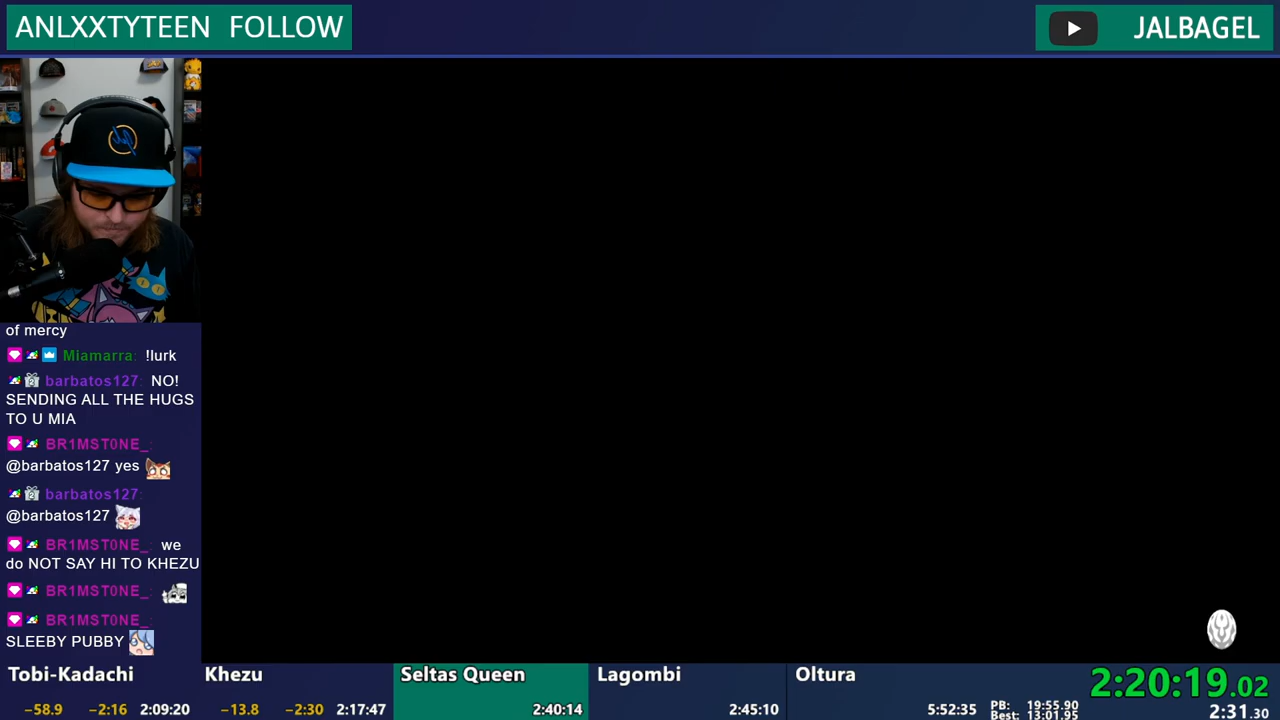 ANLXXTYTEEN FOLLOW
JALBAGEL
of mercy
Miamarra: !lurk
barbatos127: NO!
SENDING ALL THE HUGS
TO U MIA
BR1MST0NE_:
@barbatos127 yes
barbatos127:
@barbatos127
BR1MST0NE_: we
do NOT SAY HI TO KHEZU
BR1MST0NE_:
BR1MST0NE_:
SLEEBY PUBBY
Tobi-Kadachi
−58.9 −2:16 2:09:20
Khezu
−13.8 −2:30 2:17:47
Seltas Queen
2:40:14
Lagombi
2:45:10
Oltura
5:52:35
2:20:19.02
PB: 19:55.90
Best: 13:01.95
2:31.30